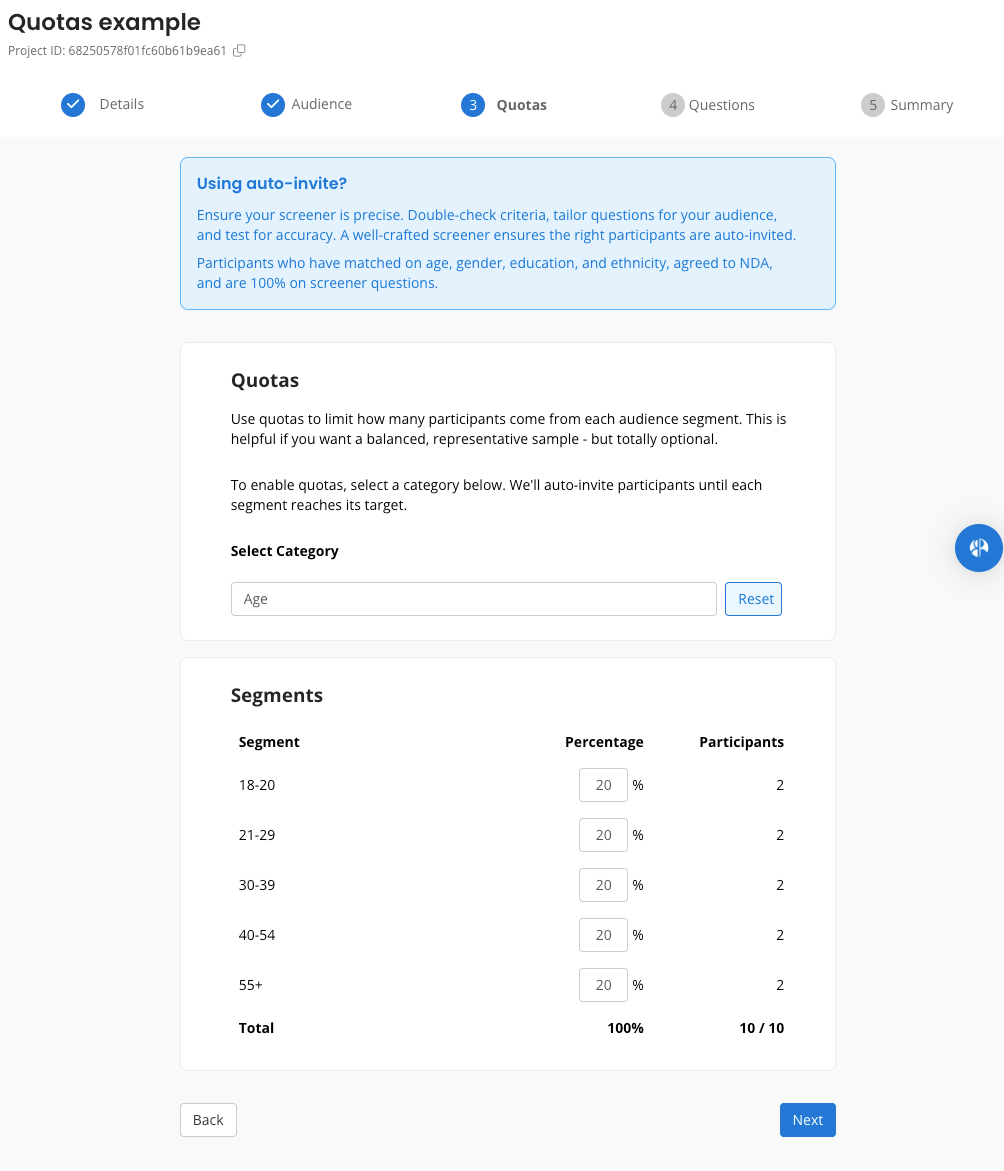 Quotas example
Project ID: 68250578f01fc60b61b9ea61
Details
Audience
3 Quotas
4 Questions
5 Summary
Using auto-invite?
Ensure your screener is precise. Double-check criteria, tailor questions for your audience,
and test for accuracy. A well-crafted screener ensures the right participants are auto-invited.
Participants who have matched on age, gender, education, and ethnicity, agreed to NDA,
and are 100% on screener questions.
Quotas
Use quotas to limit how many participants come from each audience segment. This is
helpful if you want a balanced, representative sample - but totally optional.
To enable quotas, select a category below. We'll auto-invite participants until each
segment reaches its target.
Select Category
Age Reset
Segments
Segment Percentage Participants
18-20 20 % 2
21-29 20 % 2
30-39 20 % 2
40-54 20 % 2
55+ 20 % 2
Total 100% 10 / 10
Back Next